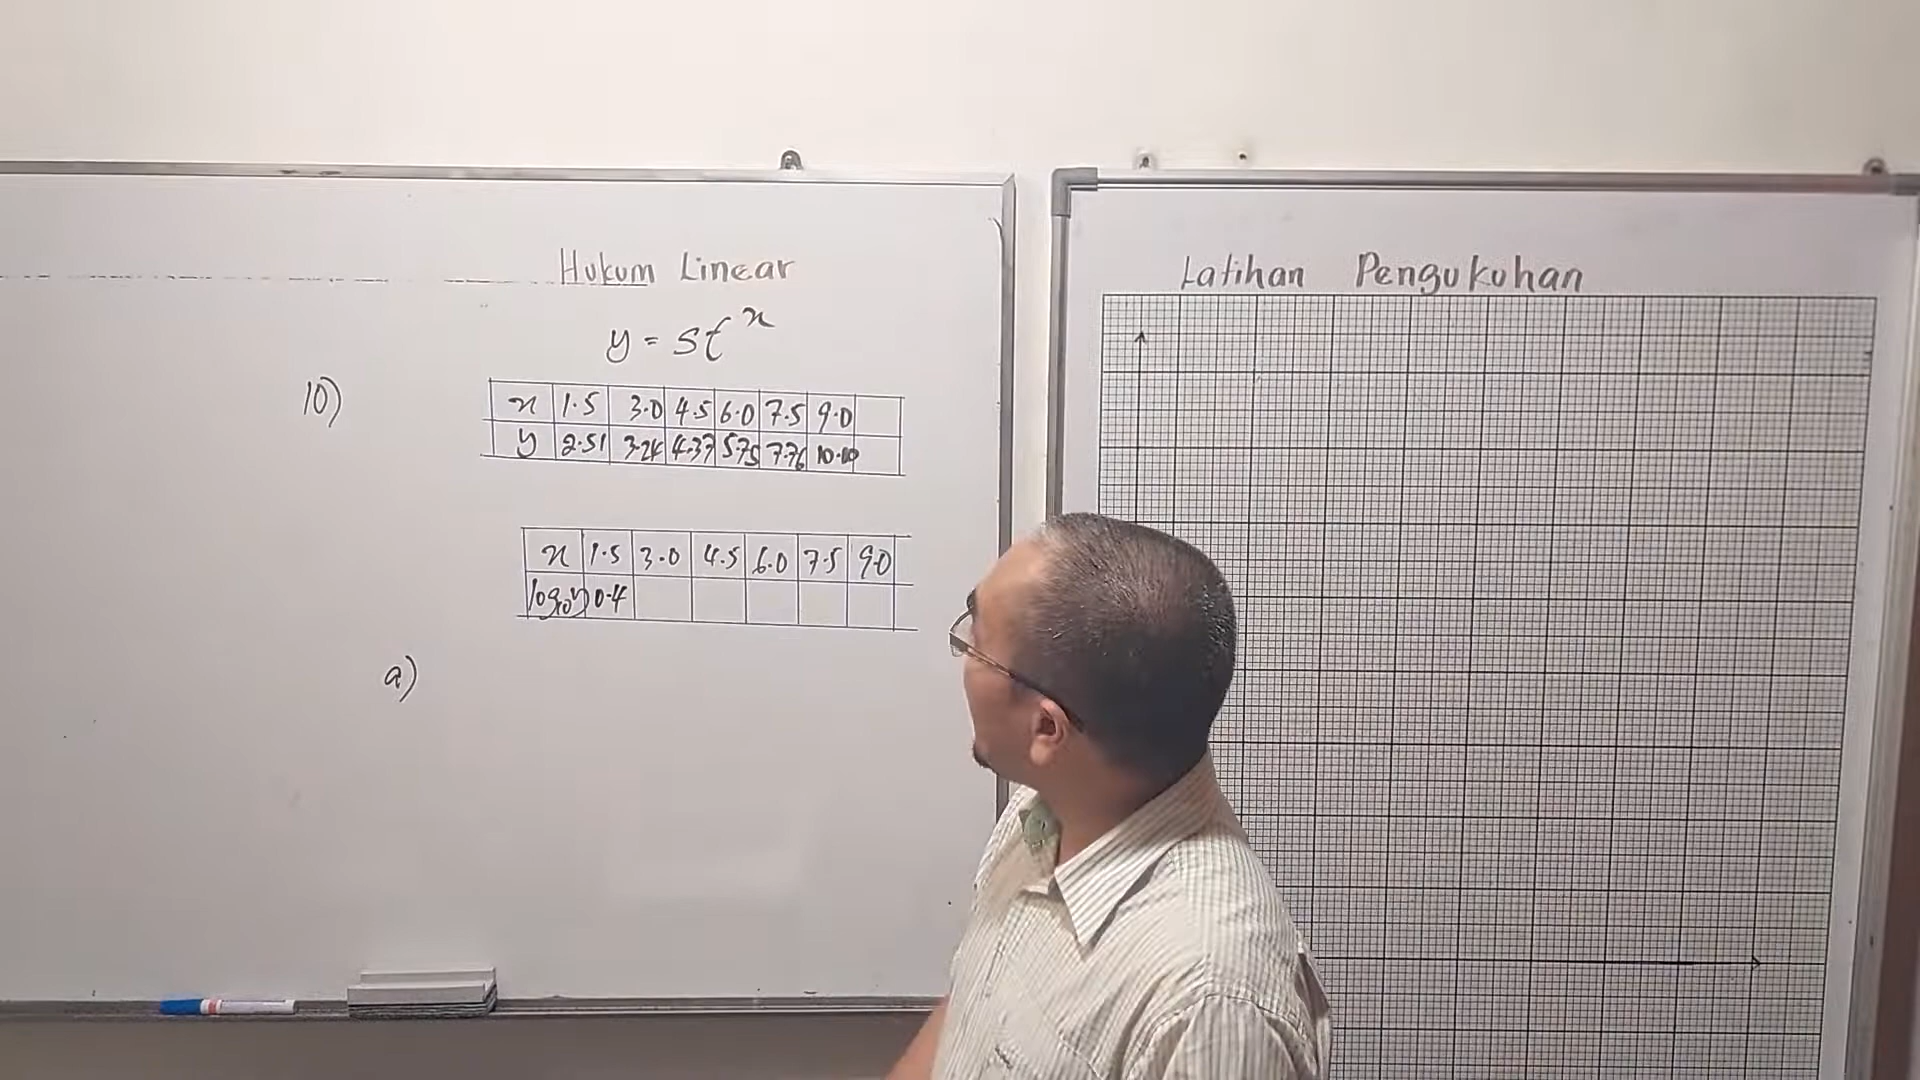 Hukum Linear
y = st^x
10)
x 1.5 3.0 4.5 6.0 7.5 9.0
y 2.51 3.24 4.37 5.75 7.76 10.10
x 1.5 3.0 4.5 6.0 7.5 9.0
log₁₀y 0.4
a)
Latihan Pengukuhan